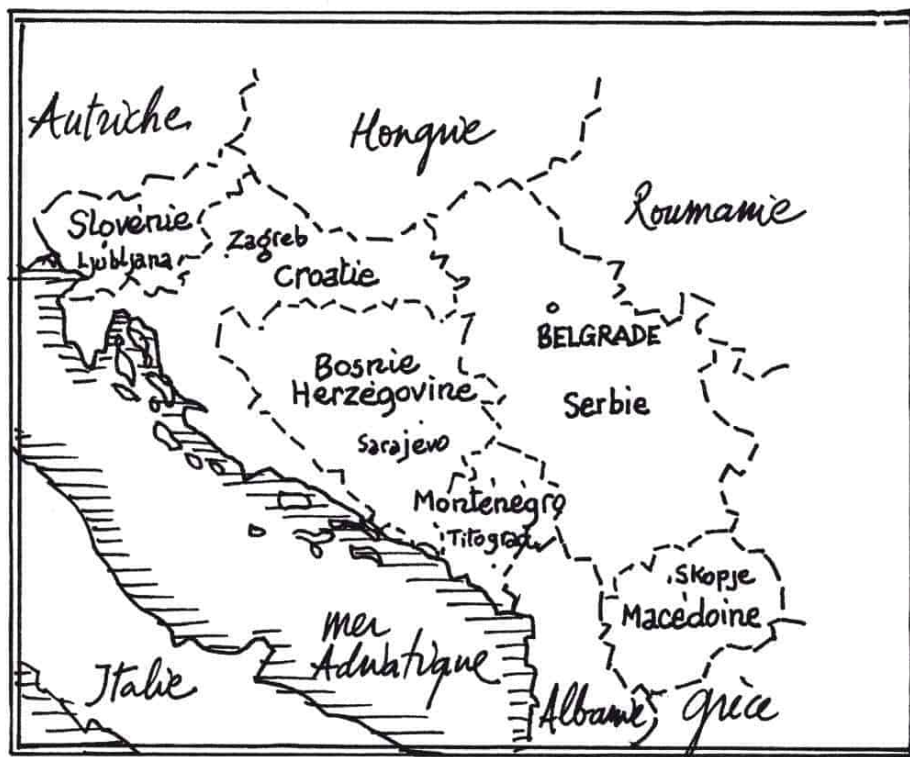 Autriche
Hongrie
Roumanie
Slovénie
Ljubljana
Zagreb
Croatie
BELGRADE
Serbie
Bosnie
Herzégovine
Sarajevo
Montenegro
Titograd
Skopje
Macedoine
mer
Adriatique
Italie
Albanie
grèce